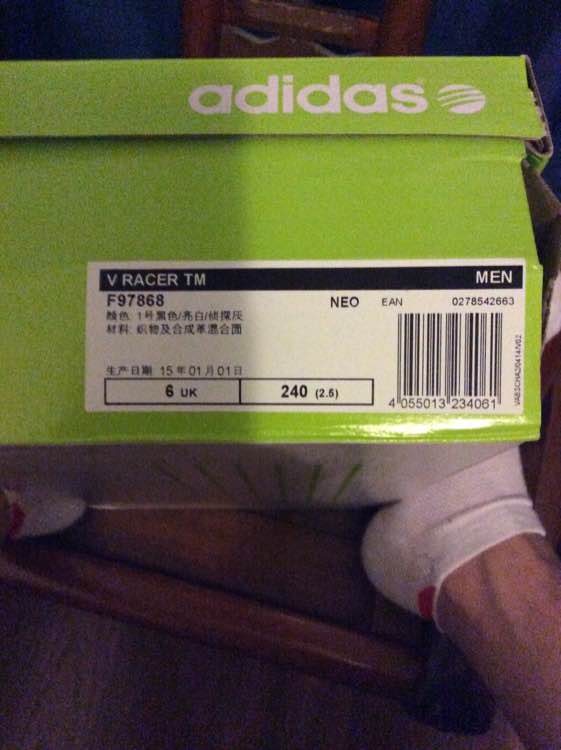 adidas
V RACER TM MEN
F97868 NEO EAN 0278542663
颜色 1号黑色/亮白/侦探灰
材料 织物及合成革混合面
生产日期 15年01月01日
6 UK 240 (2.5)
4 055013 234061